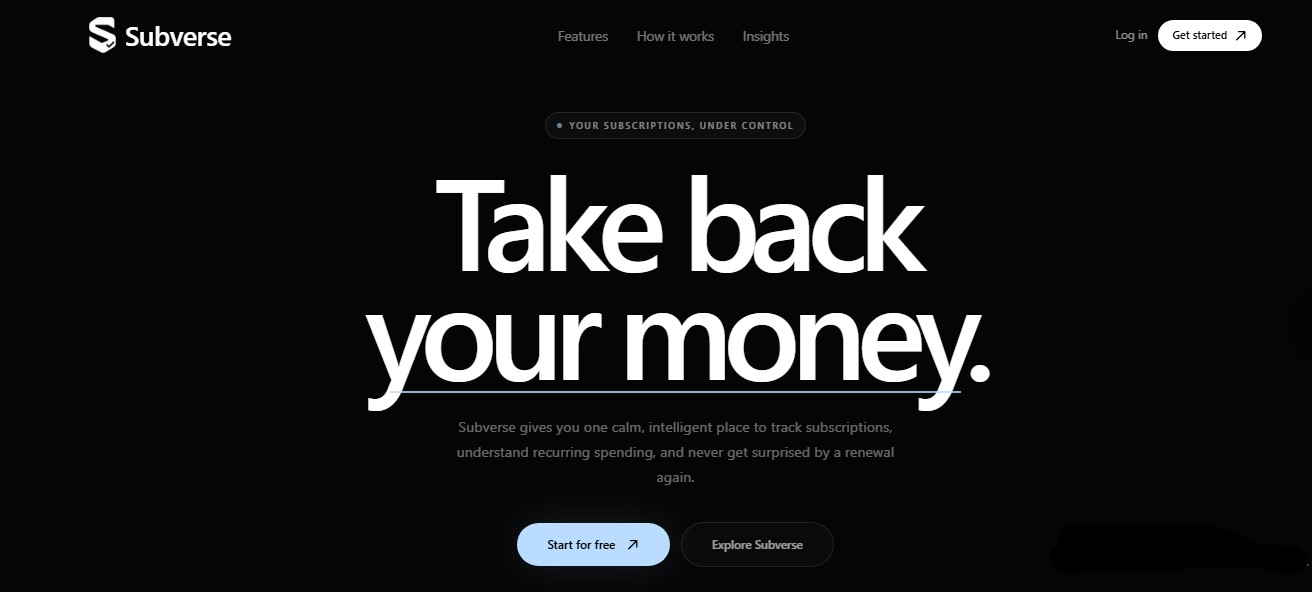 Subverse
Features
How it works
Insights
Log in
Get started
YOUR SUBSCRIPTIONS, UNDER CONTROL
Take back
your money.
Subverse gives you one calm, intelligent place to track subscriptions,
understand recurring spending, and never get surprised by a renewal
again.
Start for free
Explore Subverse